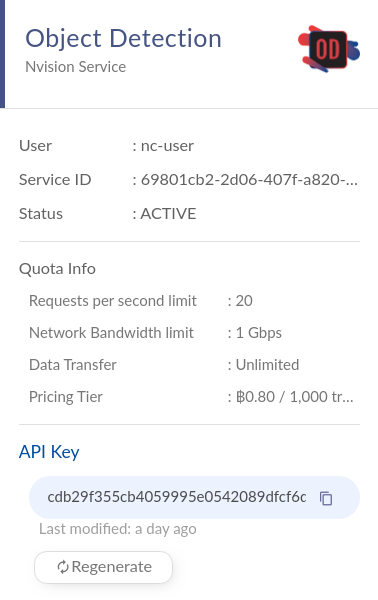 Object Detection
Nvision Service
OD
User : nc-user
Service ID : 69801cb2-2d06-407f-a820-...
Status : ACTIVE
Quota Info
Requests per second limit : 20
Network Bandwidth limit : 1 Gbps
Data Transfer : Unlimited
Pricing Tier : ฿0.80 / 1,000 tr...
API Key
cdb29f355cb4059995e0542089dfcf6c
Last modified: a day ago
Regenerate